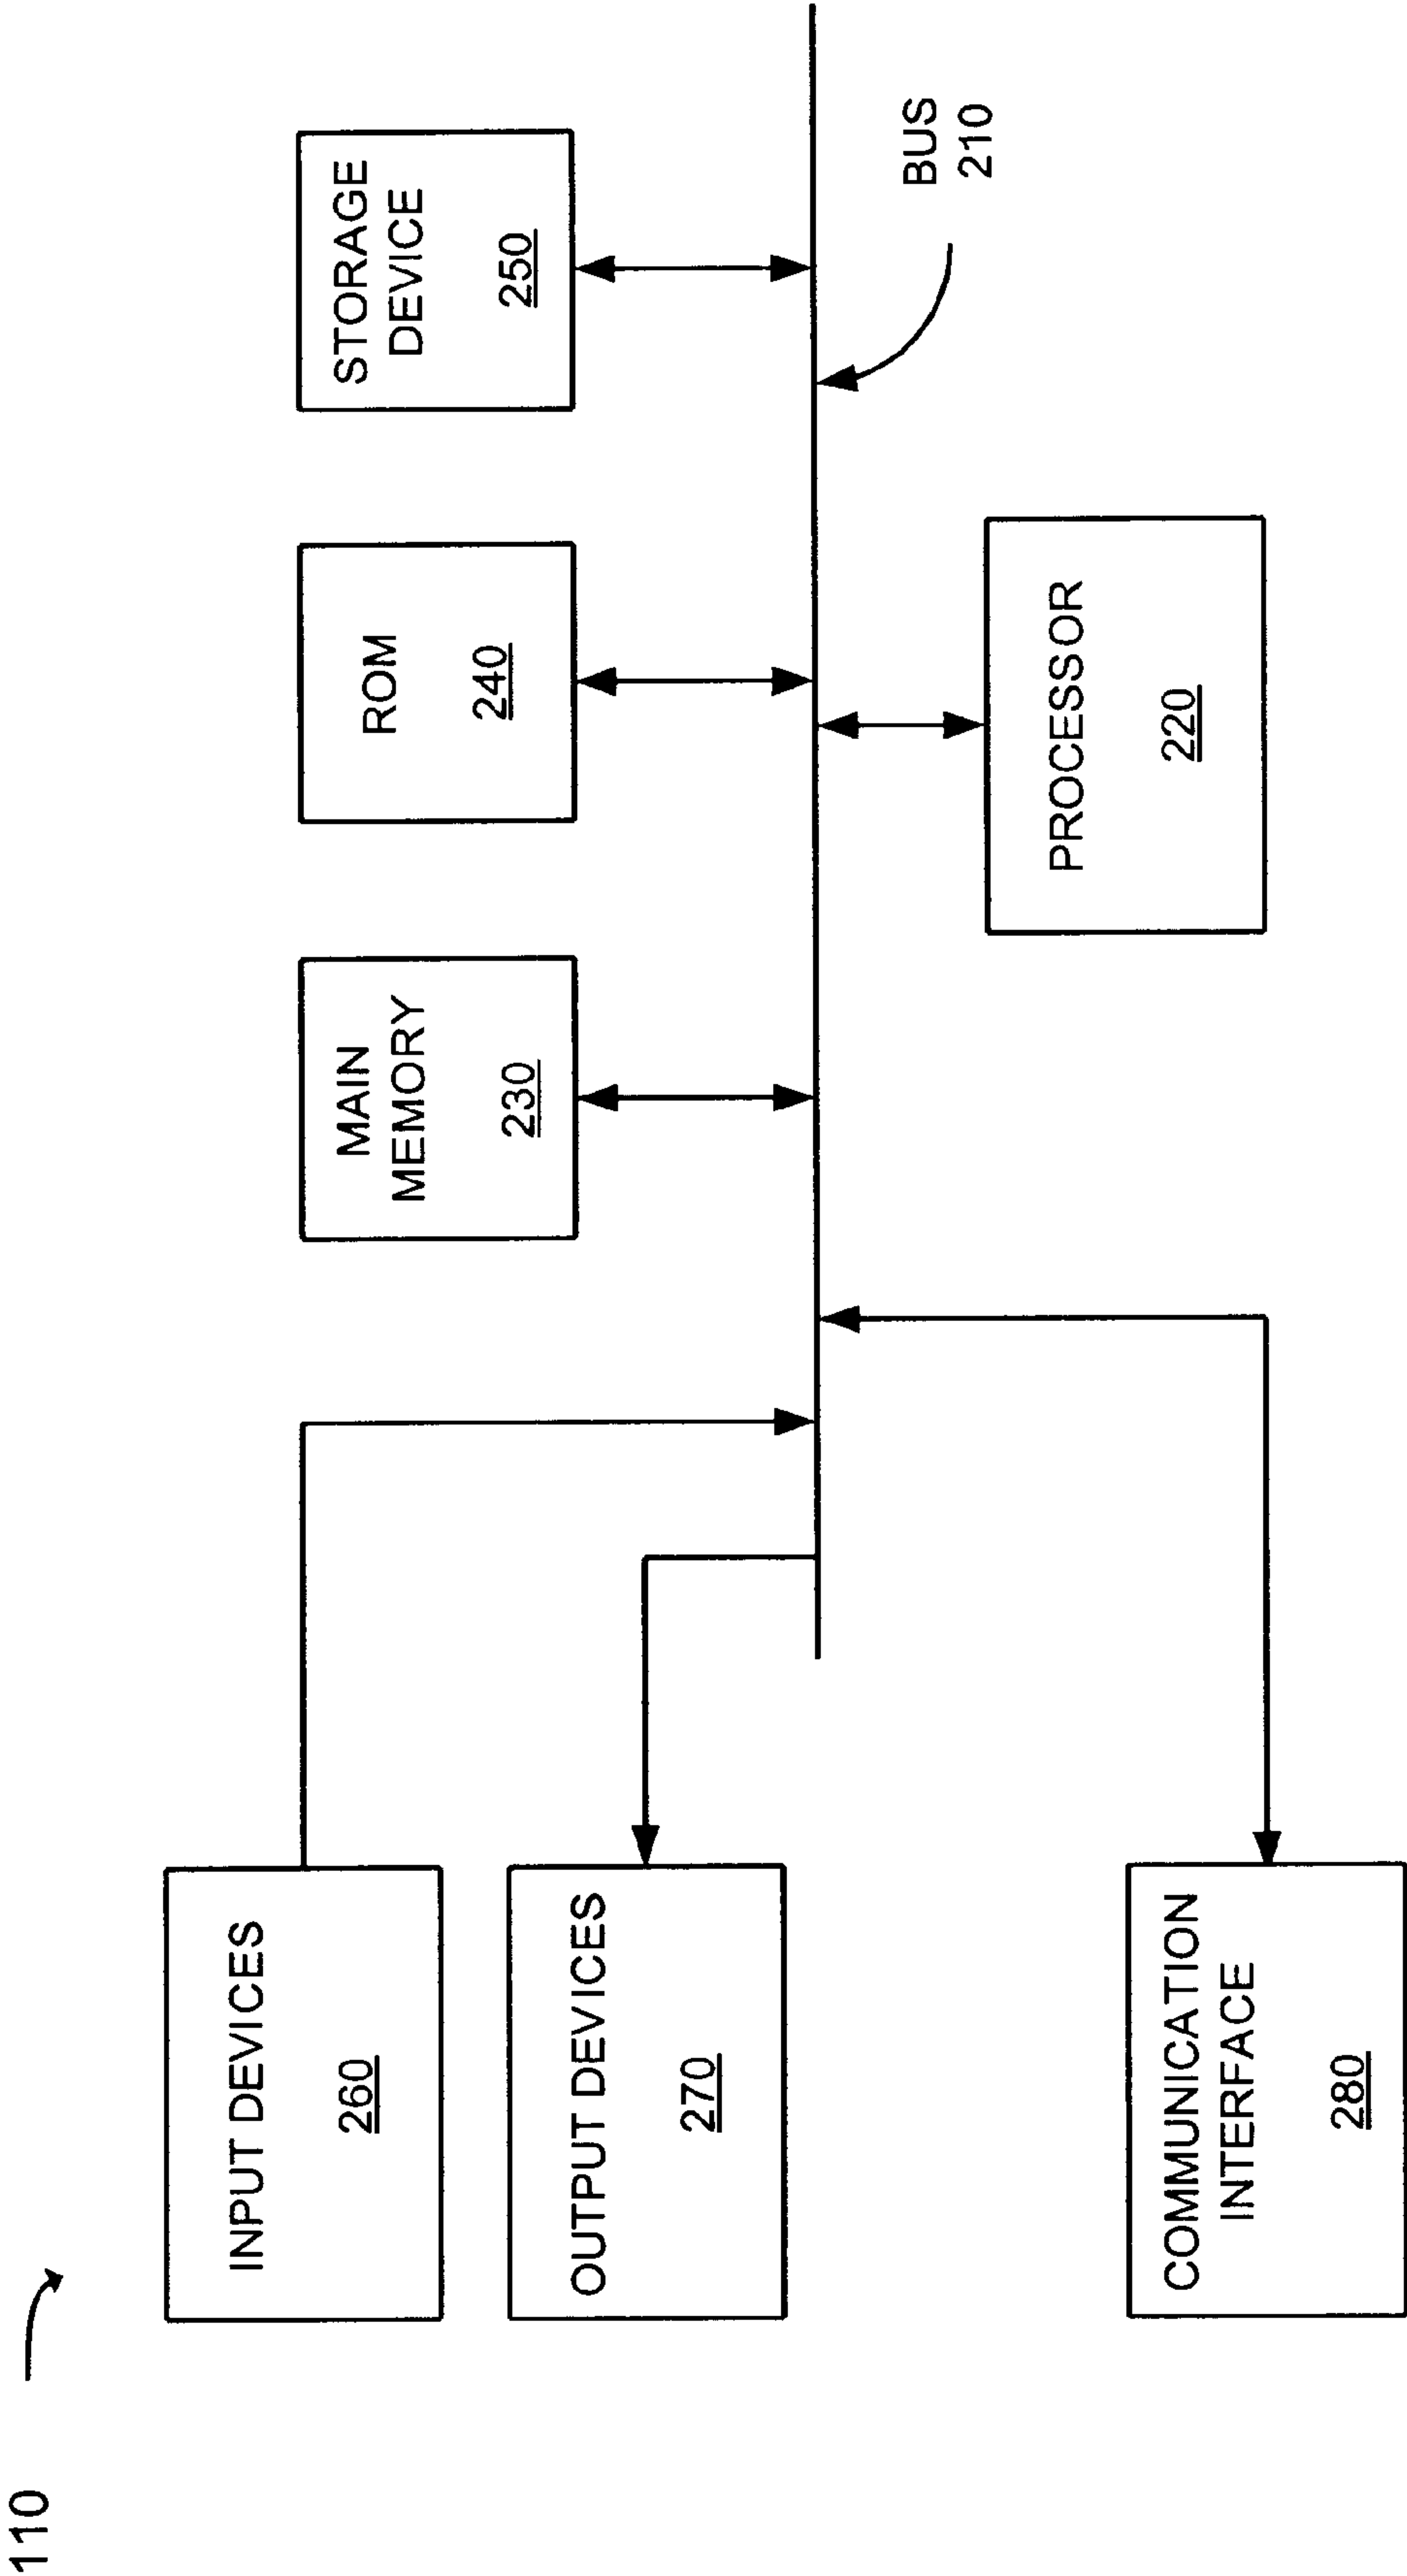 110
INPUT DEVICES
260
OUTPUT DEVICES
270
COMMUNICATION
INTERFACE
280
MAIN
MEMORY
230
ROM
240
STORAGE
DEVICE
250
PROCESSOR
220
BUS
210